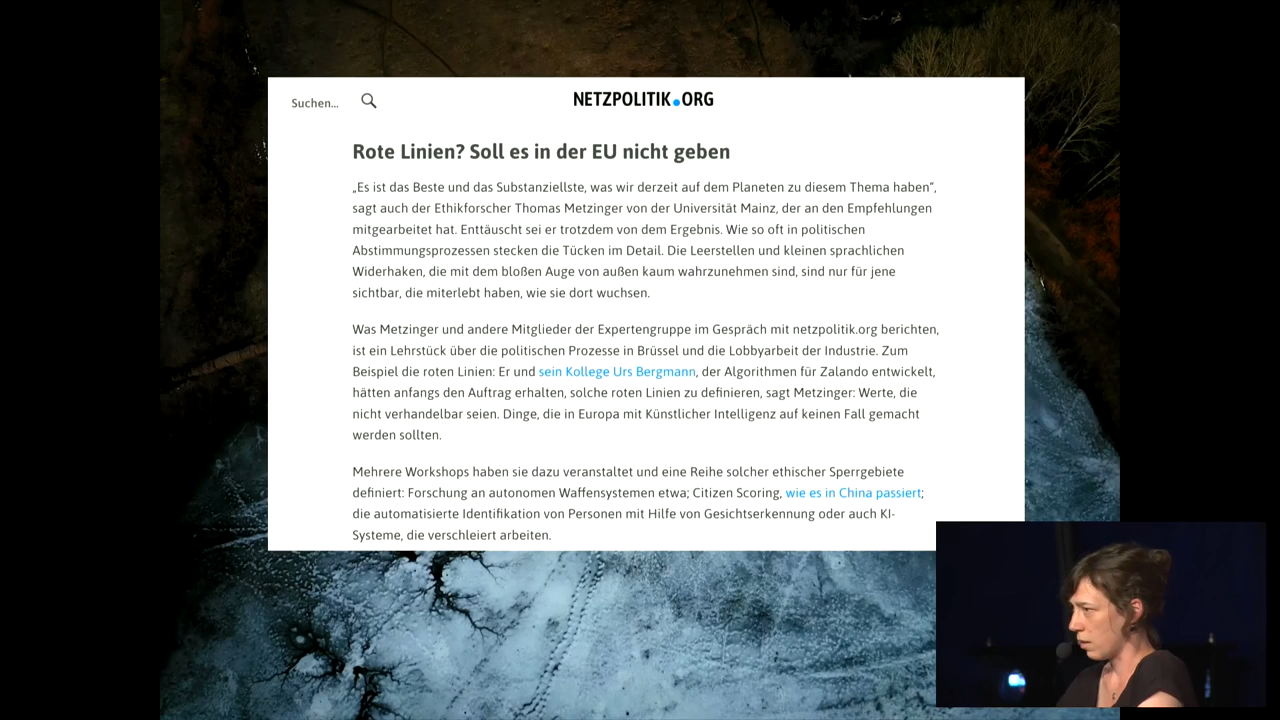 Suchen...
NETZPOLITIK.ORG
Rote Linien? Soll es in der EU nicht geben
„Es ist das Beste und das Substanziellste, was wir derzeit auf dem Planeten zu diesem Thema haben“,
sagt auch der Ethikforscher Thomas Metzinger von der Universität Mainz, der an den Empfehlungen
mitgearbeitet hat. Enttäuscht sei er trotzdem von dem Ergebnis. Wie so oft in politischen
Abstimmungsprozessen stecken die Tücken im Detail. Die Leerstellen und kleinen sprachlichen
Widerhaken, die mit dem bloßen Auge von außen kaum wahrzunehmen sind, sind nur für jene
sichtbar, die miterlebt haben, wie sie dort wuchsen.
Was Metzinger und andere Mitglieder der Expertengruppe im Gespräch mit netzpolitik.org berichten,
ist ein Lehrstück über die politischen Prozesse in Brüssel und die Lobbyarbeit der Industrie. Zum
Beispiel die roten Linien: Er und sein Kollege Urs Bergmann, der Algorithmen für Zalando entwickelt,
hätten anfangs den Auftrag erhalten, solche roten Linien zu definieren, sagt Metzinger: Werte, die
nicht verhandelbar seien. Dinge, die in Europa mit Künstlicher Intelligenz auf keinen Fall gemacht
werden sollten.
Mehrere Workshops haben sie dazu veranstaltet und eine Reihe solcher ethischer Sperrgebiete
definiert: Forschung an autonomen Waffensystemen etwa; Citizen Scoring, wie es in China passiert;
die automatisierte Identifikation von Personen mit Hilfe von Gesichtserkennung oder auch KI-
Systeme, die verschleiert arbeiten.